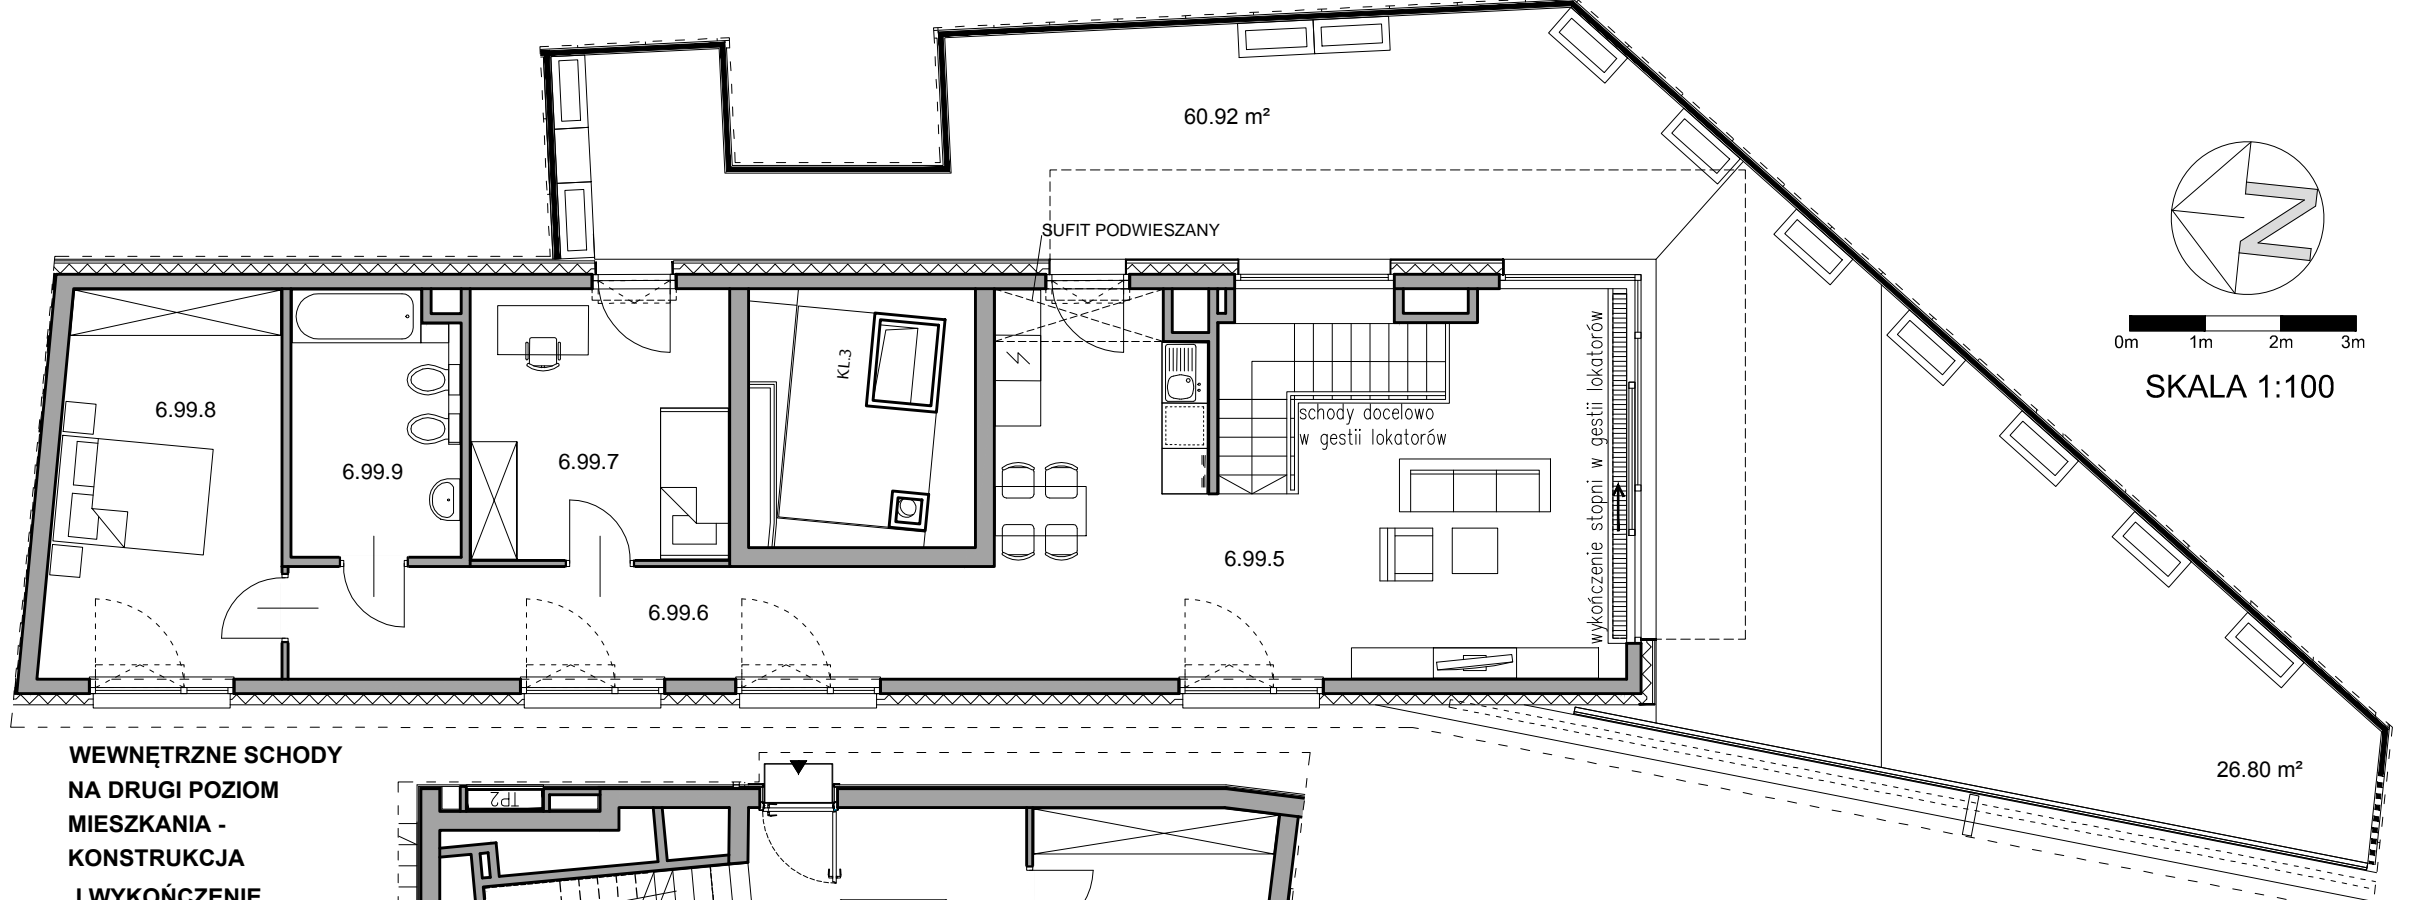 60.92 m²
SUFIT PODWIESZANY
KL.3
6.99.8
6.99.9
6.99.7
6.99.6
6.99.5
schody docelowo
w gestii lokatorów
wykończenie stopni w gestii lokatorów
N
0m 1m 2m 3m
SKALA 1:100
26.80 m²
WEWNĘTRZNE SCHODY
NA DRUGI POZIOM
MIESZKANIA -
KONSTRUKCJA
I WYKOŃCZENIE
TP2